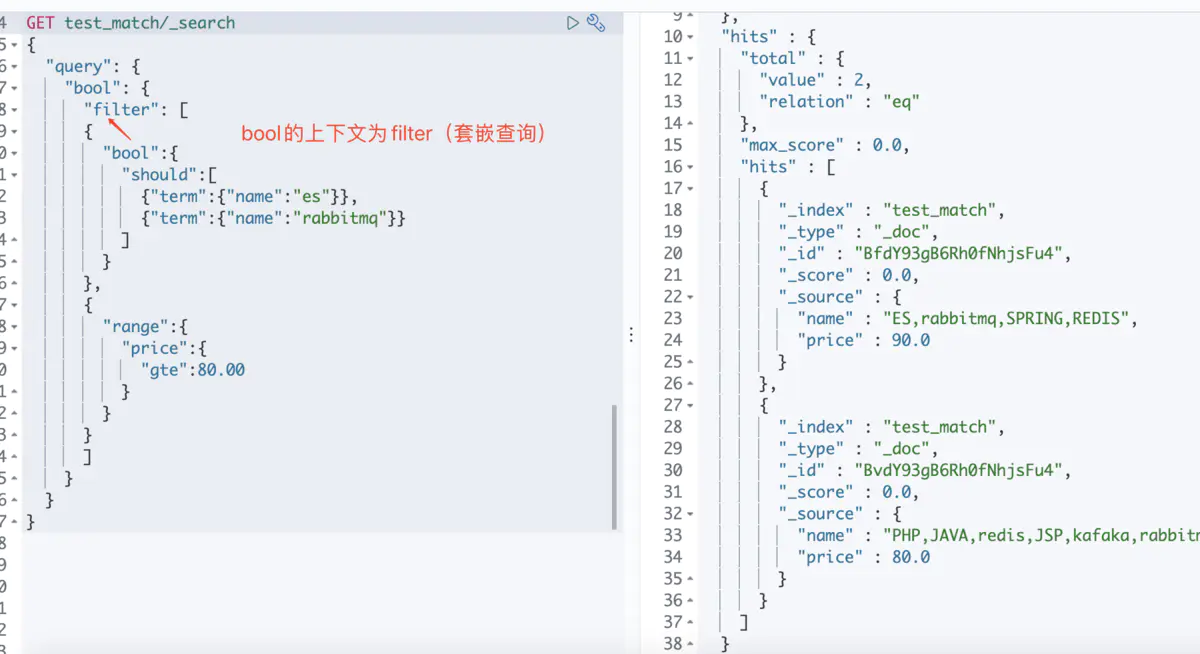 4 GET test_match/_search
5 {
6 "query": {
7 "bool": {
8 "filter": [
9 {
0 "bool":{
1 "should":[
2 {"term":{"name":"es"}},
3 {"term":{"name":"rabbitmq"}}
4 ]
5 }
6 },
7 {
8 "range":{
9 "price":{
0 "gte":80.00
1 }
2 }
3 }
4 ]
5 }
6 }
7 }
8
9
0
1
2
bool的上下文为filter（套嵌查询）
9 },
10 "hits" : {
11 "total" : {
12 "value" : 2,
13 "relation" : "eq"
14 },
15 "max_score" : 0.0,
16 "hits" : [
17 {
18 "_index" : "test_match",
19 "_type" : "_doc",
20 "_id" : "BfdY93gB6Rh0fNhjsFu4",
21 "_score" : 0.0,
22 "_source" : {
23 "name" : "ES,rabbitmq,SPRING,REDIS",
24 "price" : 90.0
25 }
26 },
27 {
28 "_index" : "test_match",
29 "_type" : "_doc",
30 "_id" : "BvdY93gB6Rh0fNhjsFu4",
31 "_score" : 0.0,
32 "_source" : {
33 "name" : "PHP,JAVA,redis,JSP,kafaka,rabbit
34 "price" : 80.0
35 }
36 }
37 ]
38 }